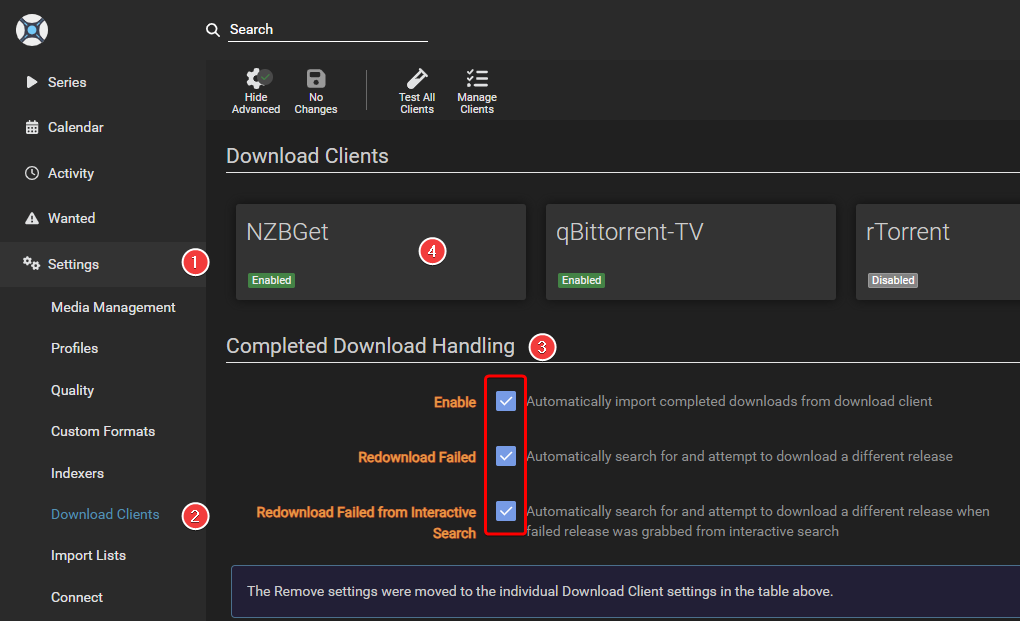 Search
Series
Calendar
Activity
Wanted
Settings
1
Media Management
Profiles
Quality
Custom Formats
Indexers
Download Clients
2
Import Lists
Connect
Hide
Advanced
No
Changes
Test All
Clients
Manage
Clients
Download Clients
NZBGet
4
Enabled
qBittorrent-TV
Enabled
rTorrent
Disabled
Completed Download Handling
3
Enable
Automatically import completed downloads from download client
Redownload Failed
Automatically search for and attempt to download a different release
Redownload Failed from Interactive
Search
Automatically search for and attempt to download a different release when
failed release was grabbed from interactive search
The Remove settings were moved to the individual Download Client settings in the table above.